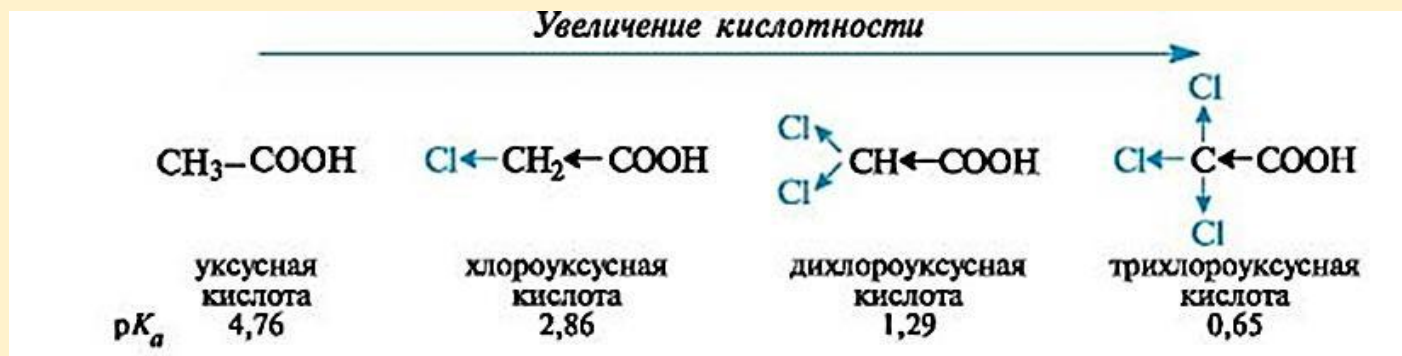 Увеличение кислотности
CH₃–COOH
Cl←CH₂←COOH
Cl
Cl
CH←COOH
Cl
Cl←C←COOH
Cl
уксусная кислота
хлороуксусная кислота
дихлороуксусная кислота
трихлороуксусная кислота
pKₐ 4,76 2,86 1,29 0,65